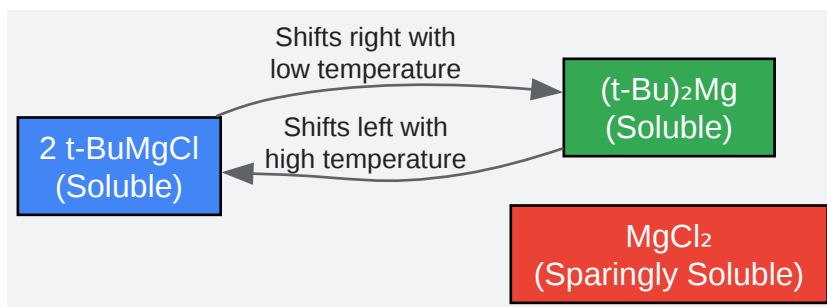 Shifts right with
low temperature
(t-Bu)₂Mg
(Soluble)
2 t-BuMgCl
(Soluble)
Shifts left with
high temperature
MgCl₂
(Sparingly Soluble)